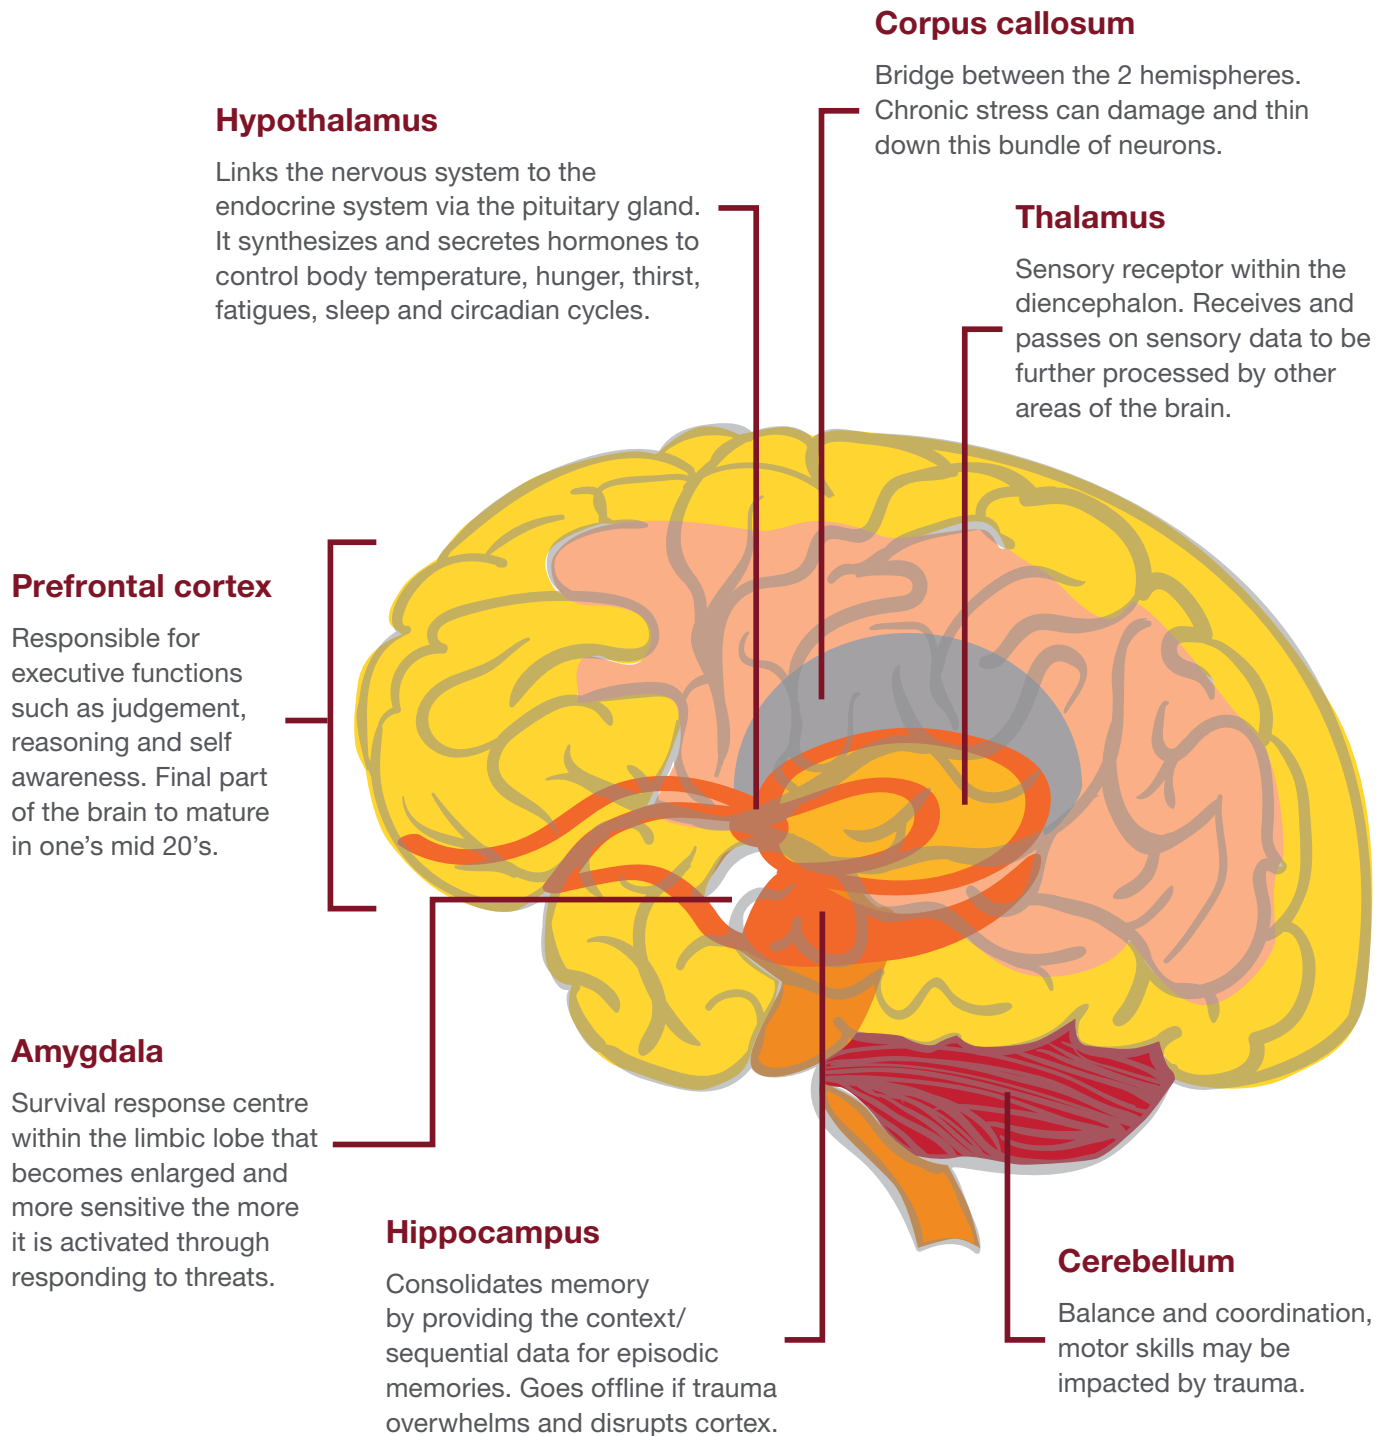 Corpus callosum
Bridge between the 2 hemispheres.
Chronic stress can damage and thin
down this bundle of neurons.
Hypothalamus
Links the nervous system to the
endocrine system via the pituitary gland.
It synthesizes and secretes hormones to
control body temperature, hunger, thirst,
fatigues, sleep and circadian cycles.
Thalamus
Sensory receptor within the
diencephalon. Receives and
passes on sensory data to be
further processed by other
areas of the brain.
Prefrontal cortex
Responsible for
executive functions
such as judgement,
reasoning and self
awareness. Final part
of the brain to mature
in one’s mid 20’s.
Amygdala
Survival response centre
within the limbic lobe that
becomes enlarged and
more sensitive the more
it is activated through
responding to threats.
Hippocampus
Consolidates memory
by providing the context/
sequential data for episodic
memories. Goes offline if trauma
overwhelms and disrupts cortex.
Cerebellum
Balance and coordination,
motor skills may be
impacted by trauma.